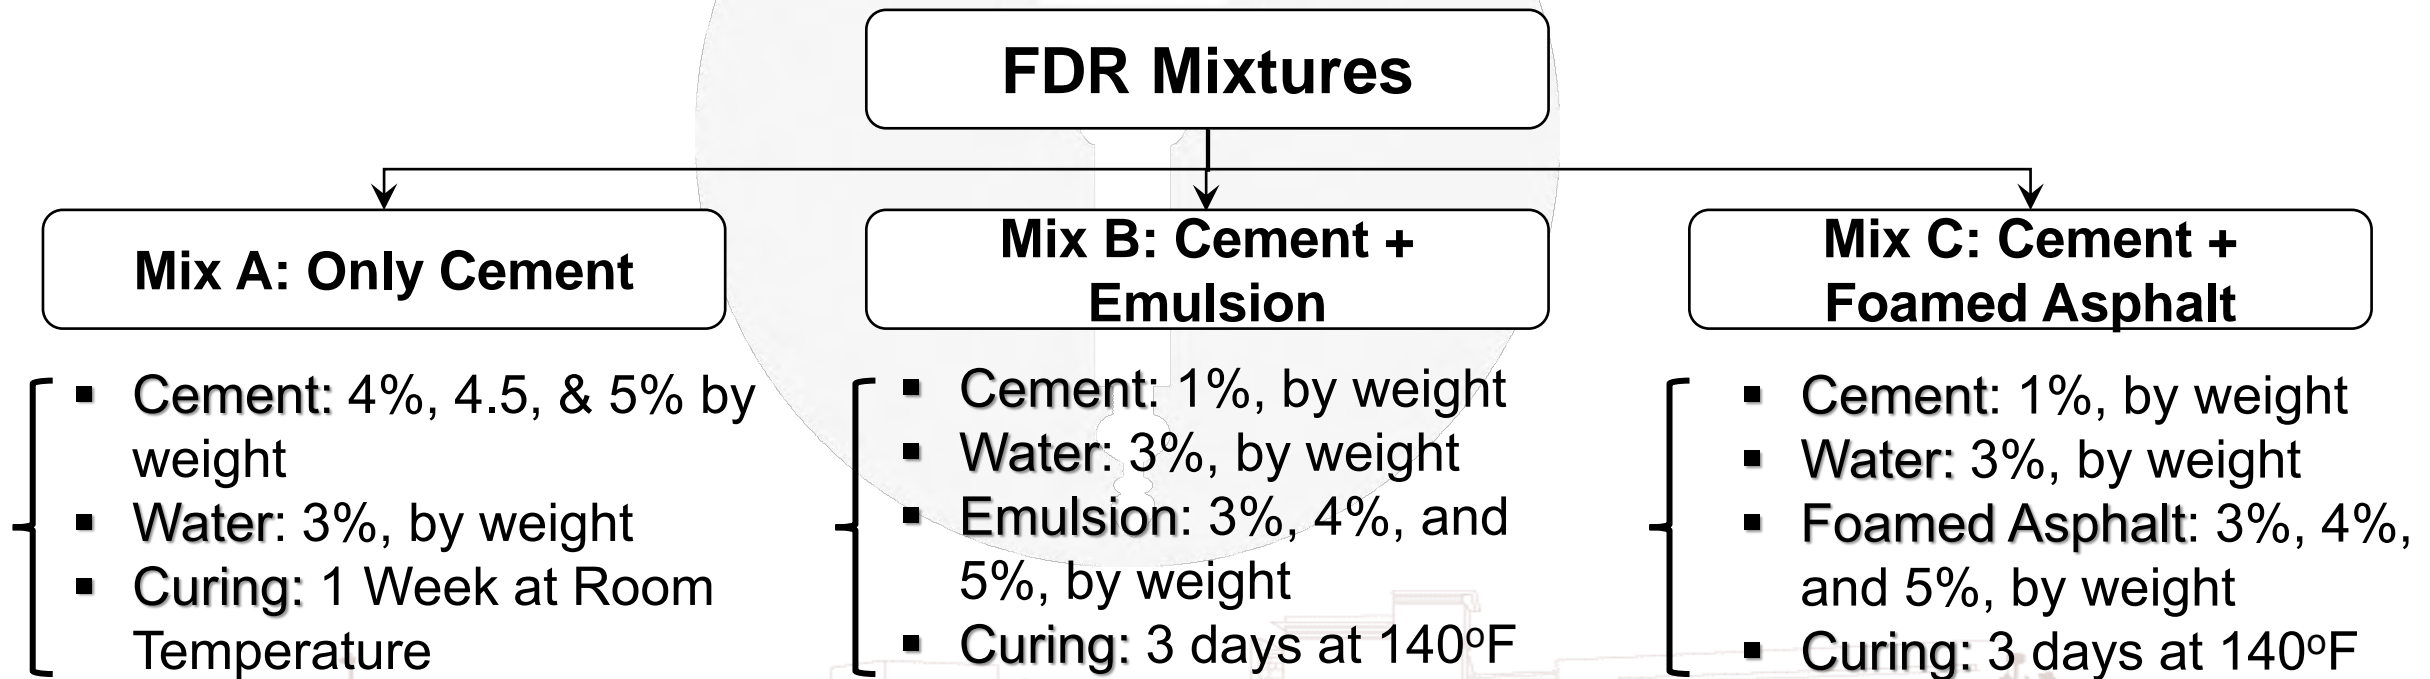 FDR Mixtures
Mix A: Only Cement
▪ Cement: 4%, 4.5, & 5% by
weight
▪ Water: 3%, by weight
▪ Curing: 1 Week at Room
Temperature
Mix B: Cement +
Emulsion
▪ Cement: 1%, by weight
▪ Water: 3%, by weight
▪ Emulsion: 3%, 4%, and
5%, by weight
▪ Curing: 3 days at 140ºF
Mix C: Cement +
Foamed Asphalt
▪ Cement: 1%, by weight
▪ Water: 3%, by weight
▪ Foamed Asphalt: 3%, 4%,
and 5%, by weight
▪ Curing: 3 days at 140ºF